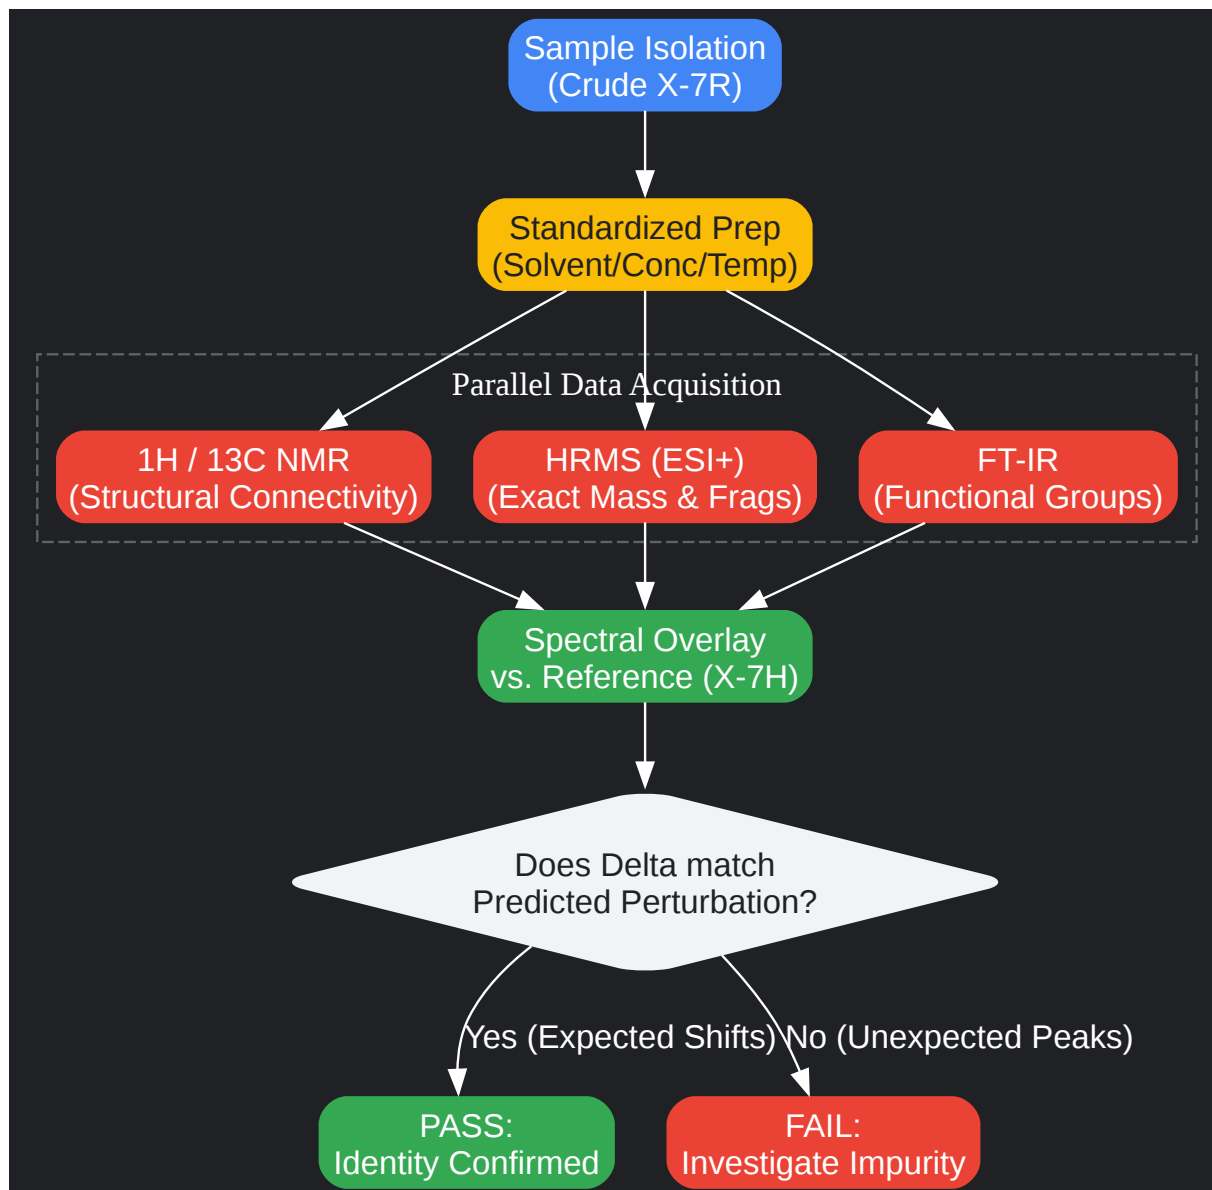 Sample Isolation
(Crude X-7R)
Standardized Prep
(Solvent/Conc/Temp)
Parallel Data Acquisition
1H / 13C NMR
(Structural Connectivity)
HRMS (ESI+)
(Exact Mass & Frags)
FT-IR
(Functional Groups)
Spectral Overlay
vs. Reference (X-7H)
Does Delta match
Predicted Perturbation?
Yes (Expected Shifts)
No (Unexpected Peaks)
PASS:
Identity Confirmed
FAIL:
Investigate Impurity